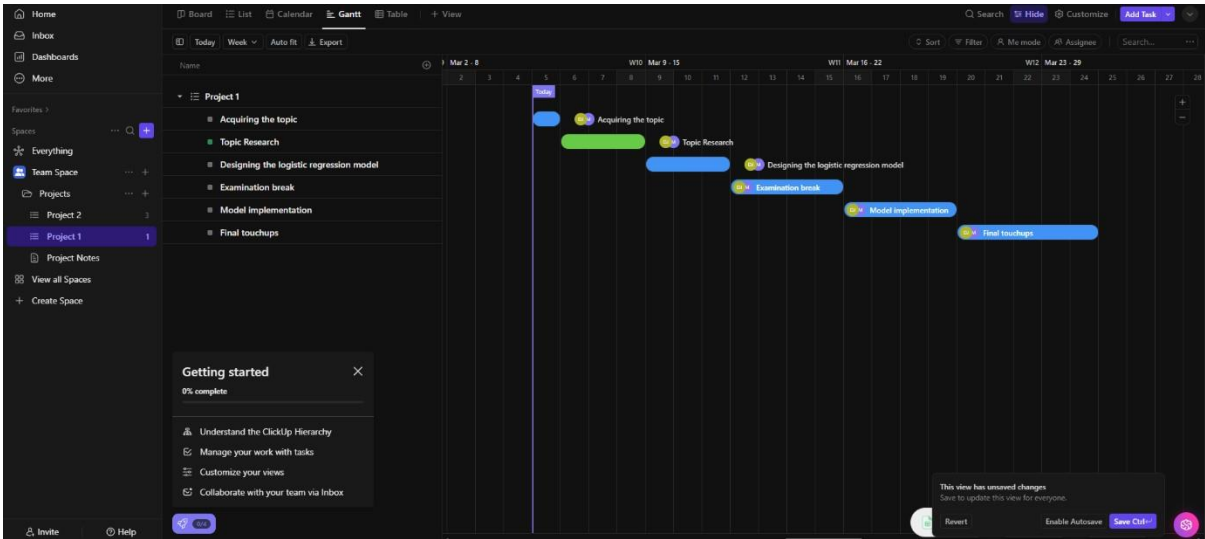 Home
Inbox
Dashboards
More
Favorites >
Spaces
Everything
Team Space
Projects
Project 2 3
Project 1 1
Project Notes
View all Spaces
+ Create Space
Invite Help
Board List Calendar Gantt Table + View
Search Hide Customize Add Task
Today Week Auto fit Export
Sort Filter Me mode Assignee Search...
Name
Mar 2 - 8 W10 Mar 9 - 15 W11 Mar 16 - 22 W12 Mar 23 - 29
2 3 4 5 6 7 8 9 10 11 12 13 14 15 16 17 18 19 20 21 22 23 24 25 26 27 28
Today
Project 1
Acquiring the topic
Topic Research
Designing the logistic regression model
Examination break
Model implementation
Final touchups
M Acquiring the topic
M Topic Research
M Designing the logistic regression model
M Examination break
M Model implementation
M Final touchups
Getting started
0% complete
Understand the ClickUp Hierarchy
Manage your work with tasks
Customize your views
Collaborate with your team via Inbox
0/4
This view has unsaved changes
Save to update this view for everyone.
Revert Enable Autosave Save Ctrl↵